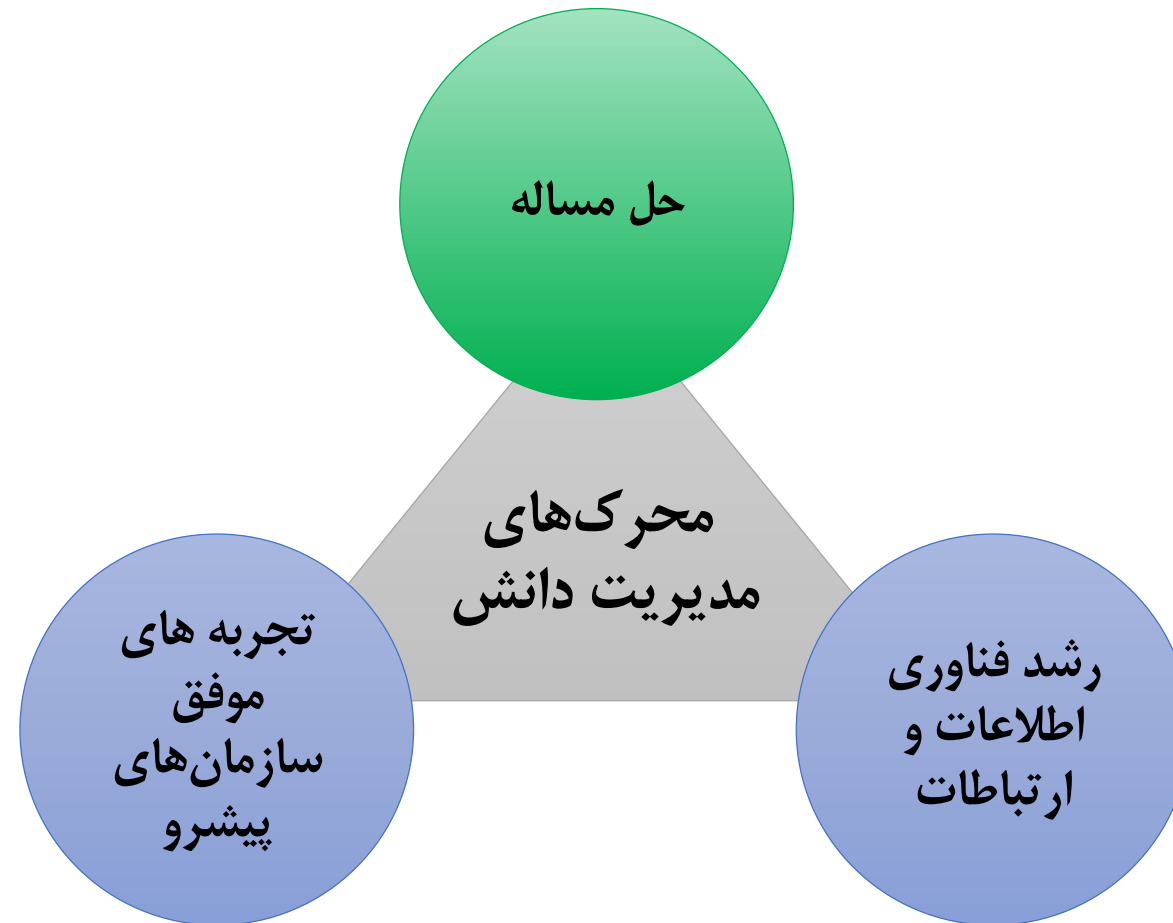 حل مساله
محرک‌های
مدیریت دانش
رشد فناوری
اطلاعات و
ارتباطات
تجربه های
موفق
سازمان‌های
پیشرو